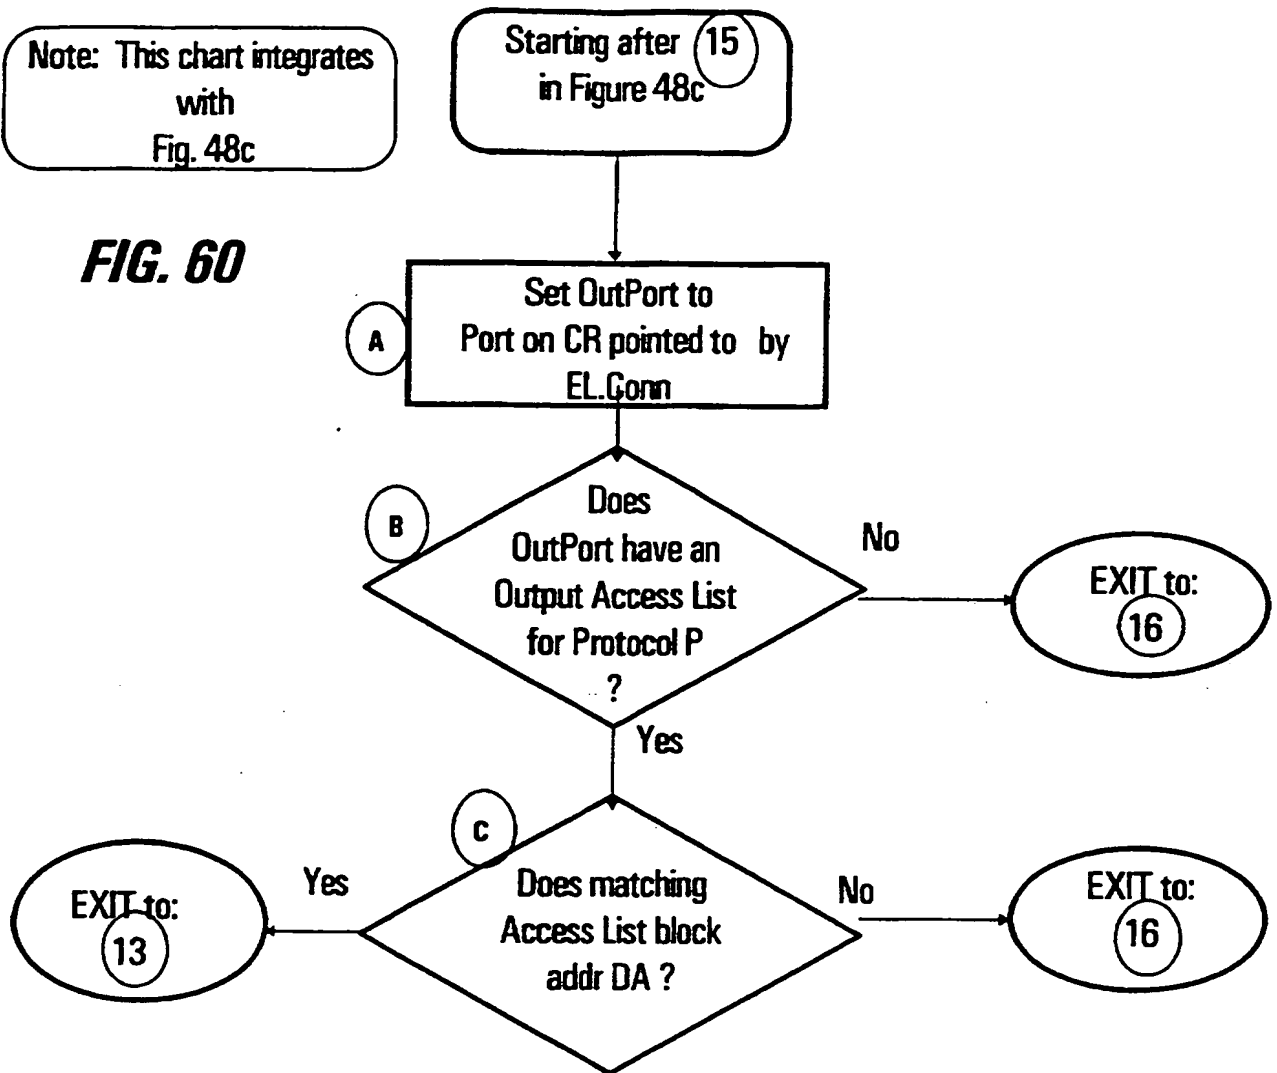 Note: This chart integrates
with
Fig. 48c
Starting after 15
in Figure 48c
FIG. 60
A
Set OutPort to
Port on CR pointed to by
EL.Conn
B
Does
OutPort have an
Output Access List
for Protocol P
?
No
EXIT to:
16
Yes
C
Does matching
Access List block
addr DA ?
Yes
EXIT to:
13
No
EXIT to:
16